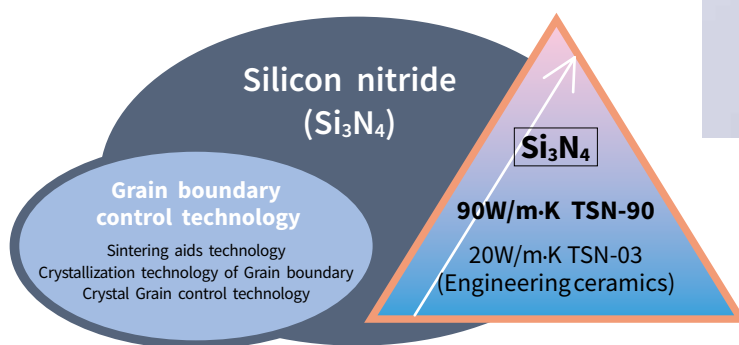 Silicon nitride
(Si₃N₄)
Grain boundary
control technology
Sintering aids technology
Crystallization technology of Grain boundary
Crystal Grain control technology
Si₃N₄
90W/m·K TSN-90
20W/m·K TSN-03
(Engineering ceramics)